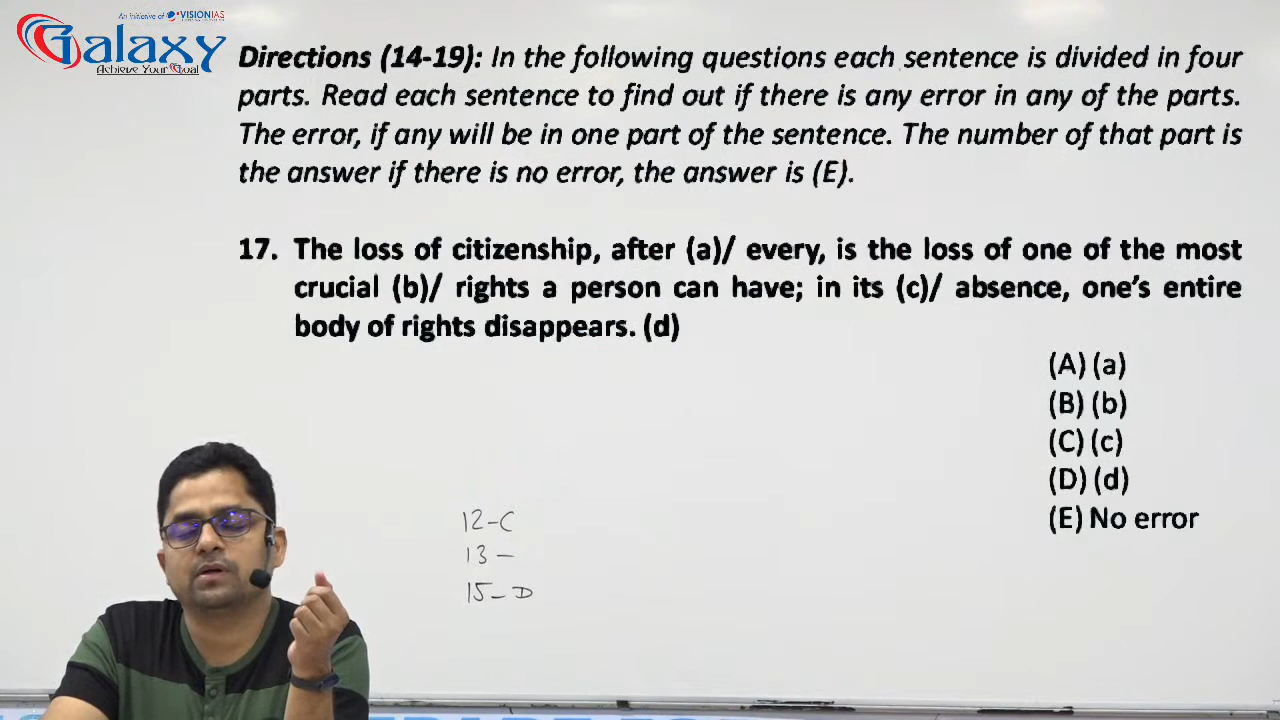 An initiative of VISIONIAS
Galaxy
Achieve Your Goal
Directions (14-19): In the following questions each sentence is divided in four
parts. Read each sentence to find out if there is any error in any of the parts.
The error, if any will be in one part of the sentence. The number of that part is
the answer if there is no error, the answer is (E).
17. The loss of citizenship, after (a)/ every, is the loss of one of the most
crucial (b)/ rights a person can have; in its (c)/ absence, one's entire
body of rights disappears. (d)
(A) (a)
(B) (b)
(C) (c)
(D) (d)
(E) No error
12-C
13-
15-D